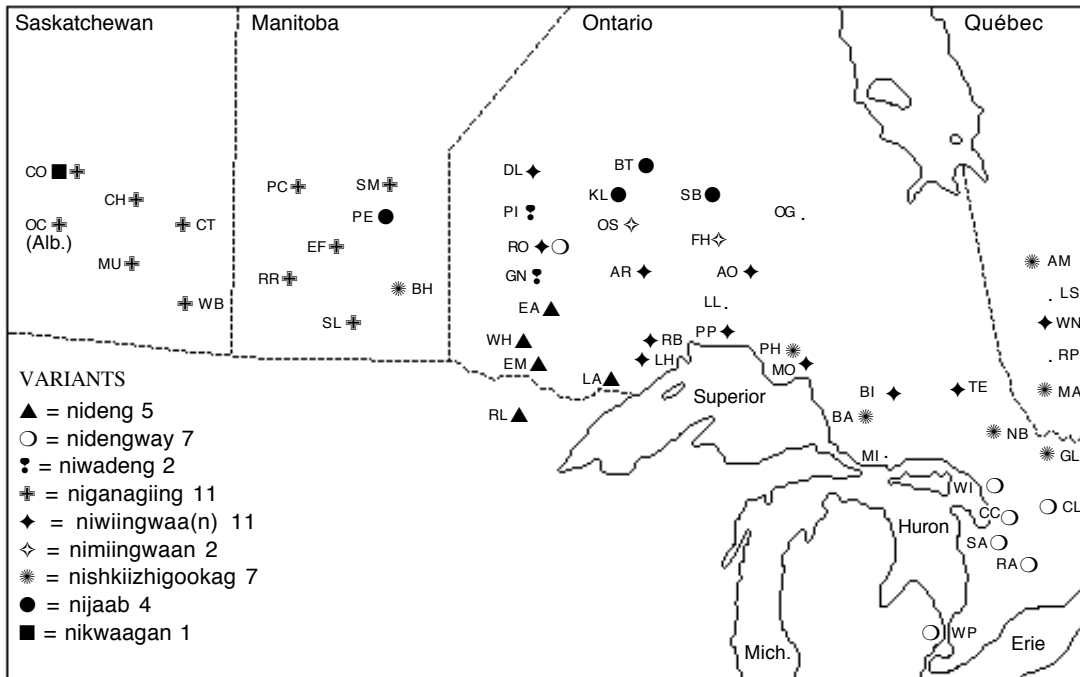 Saskatchewan Manitoba Ontario Québec
CO PC SM DL BT
CH KL SB
OC CT PE PI OS OG
(Alb.)
MU EF RO FH AM
RR BH GN AR AO
WB SL EA LL LS
WH RB PP WN
EM LH PH MO RP
LA BI TE MA
RL Superior BA NB
MI GL
WI CL
CC
Huron SA
RA
WP
Mich. Erie
VARIANTS
▲ = nideng 5
❍ = nidengway 7
❢ = niwadeng 2
✙ = niganagiing 11
✦ = niwiingwaa(n) 11
✧ = nimiingwaan 2
✺ = nishkiizhigookag 7
● = nijaab 4
■ = nikwaagan 1